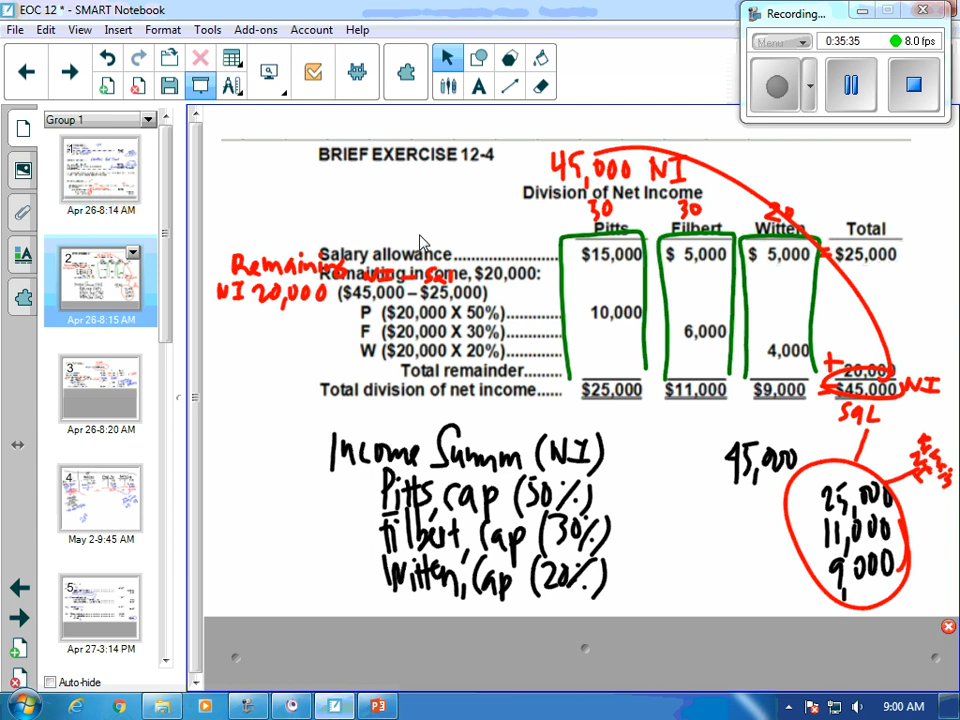 EOC 12 * - SMART Notebook
File Edit View Insert Format Tools Add-ons Account Help
Recording...
Menu 0:35:35 8.0 fps
Group 1
Apr 26-8:14 AM
2
Apr 26-8:15 AM
3
Apr 26-8:20 AM
4
May 2-9:45 AM
5
Apr 27-3:14 PM
Auto-hide
BRIEF EXERCISE 12-4
45,000 NI
Division of Net Income
30 30 20
Pitts Filbert Witten Total
Salary allowance $15,000 $ 5,000 $ 5,000 $25,000
Remaining NI - Sal
Remaining income, $20,000:
NI 20,000 ($45,000 – $25,000)
P ($20,000 X 50%) 10,000
F ($20,000 X 30%) 6,000
W ($20,000 X 20%) 4,000
Total remainder + 20,000
Total division of net income $25,000 $11,000 $9,000 $45,000 NI
Income Summ (NI) 45,000
Pitts, Cap (50%) 25,000
Filbert, Cap (30%) 11,000
Witten, Cap (20%) 9,000
9:00 AM